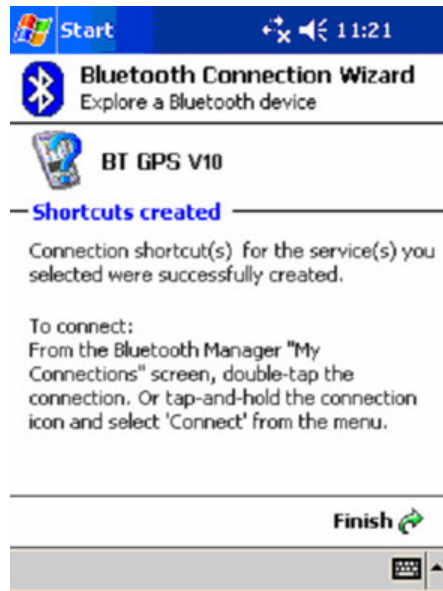 Start 11:21
Bluetooth Connection Wizard
Explore a Bluetooth device
BT GPS V10
Shortcuts created
Connection shortcut(s) for the service(s) you
selected were successfully created.
To connect:
From the Bluetooth Manager "My
Connections" screen, double-tap the
connection. Or tap-and-hold the connection
icon and select 'Connect' from the menu.
Finish